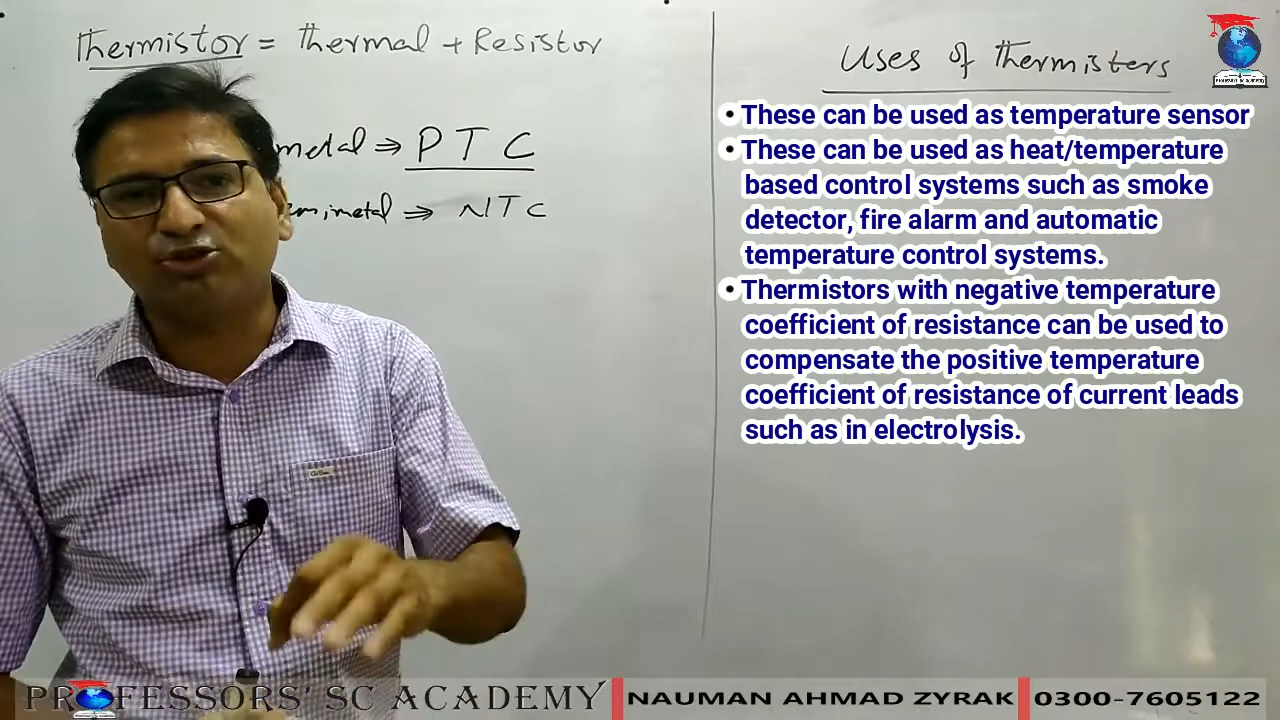 Thermistor = Thermal + Resistor
metal ⇒ PTC
metal ⇒ NTC
Uses of Thermisters
• These can be used as temperature sensor
• These can be used as heat/temperature
based control systems such as smoke
detector, fire alarm and automatic
temperature control systems.
• Thermistors with negative temperature
coefficient of resistance can be used to
compensate the positive temperature
coefficient of resistance of current leads
such as in electrolysis.
PROFESSORS' SC ACADEMY
NAUMAN AHMAD ZYRAK
0300-7605122